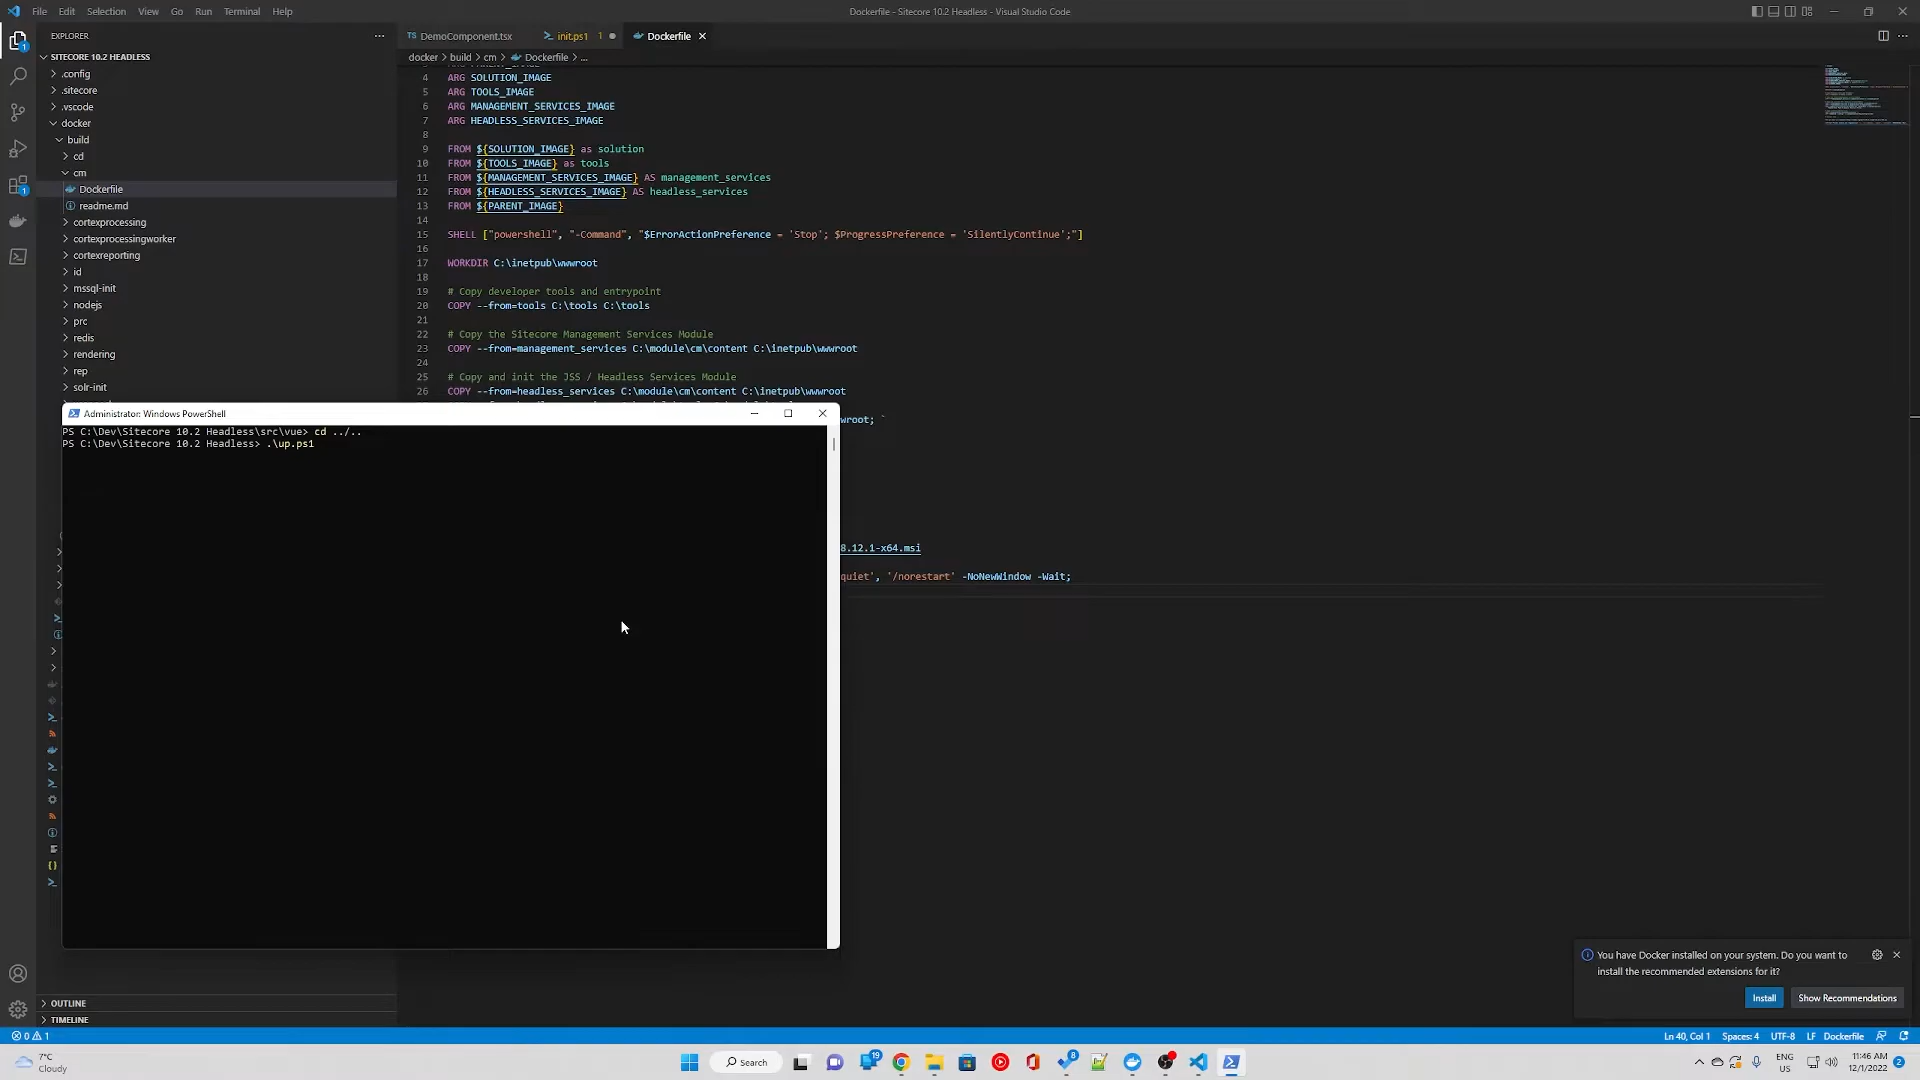 File Edit Selection View Go Run Terminal Help
Dockerfile - Sitecore 10.2 Headless - Visual Studio Code
EXPLORER
SITECORE 10.2 HEADLESS
.config
.sitecore
.vscode
docker
build
cd
cm
Dockerfile
readme.md
cortexprocessing
cortexprocessingworker
cortexreporting
id
mssql-init
nodejs
prc
redis
rendering
rep
solr-init
OUTLINE
TIMELINE
TS DemoComponent.tsx
init.ps1 1
Dockerfile
docker > build > cm > Dockerfile > ...
4 ARG SOLUTION_IMAGE
5 ARG TOOLS_IMAGE
6 ARG MANAGEMENT_SERVICES_IMAGE
7 ARG HEADLESS_SERVICES_IMAGE
8
9 FROM ${SOLUTION_IMAGE} as solution
10 FROM ${TOOLS_IMAGE} as tools
11 FROM ${MANAGEMENT_SERVICES_IMAGE} AS management_services
12 FROM ${HEADLESS_SERVICES_IMAGE} AS headless_services
13 FROM ${PARENT_IMAGE}
14
15 SHELL ["powershell", "-Command", "$ErrorActionPreference = 'Stop'; $ProgressPreference = 'SilentlyContinue';"]
16
17 WORKDIR C:\inetpub\wwwroot
18
19 # Copy developer tools and entrypoint
20 COPY --from=tools C:\tools C:\tools
21
22 # Copy the Sitecore Management Services Module
23 COPY --from=management_services C:\module\cm\content C:\inetpub\wwwroot
24
25 # Copy and init the JSS / Headless Services Module
26 COPY --from=headless_services C:\module\cm\content C:\inetpub\wwwroot
wroot; `
8.12.1-x64.msi
quiet', '/norestart' -NoNewWindow -Wait;
Administrator: Windows PowerShell
PS C:\Dev\Sitecore 10.2 Headless\src\vue> cd ../..
PS C:\Dev\Sitecore 10.2 Headless> .\up.ps1
You have Docker installed on your system. Do you want to
install the recommended extensions for it?
Install
Show Recommendations
0 1
Ln 40, Col 1 Spaces: 4 UTF-8 LF Dockerfile
7°C
Cloudy
Search
19
8
ENG
US
11:46 AM
12/1/2022
2